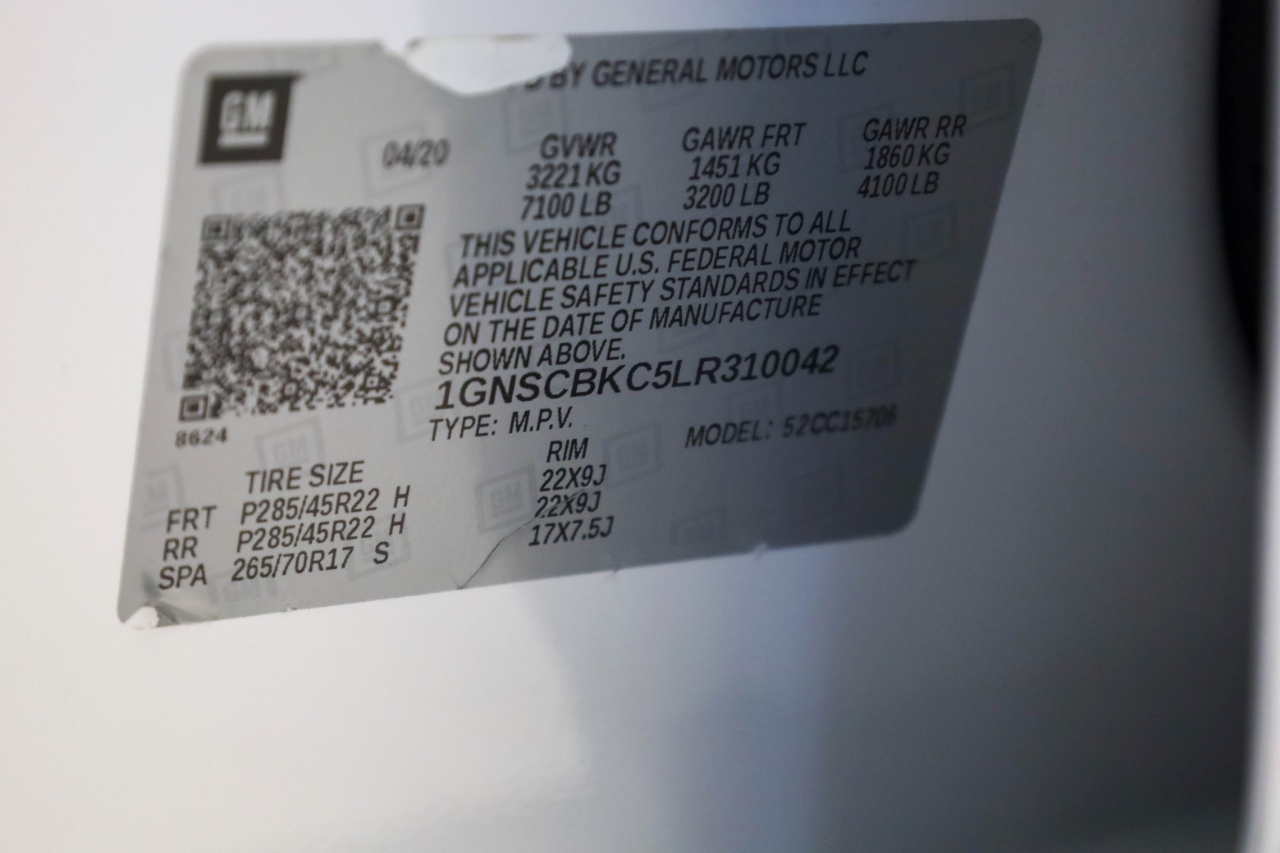 GM
BY GENERAL MOTORS LLC
04/20
GVWR GAWR FRT GAWR RR
3221 KG 1451 KG 1860 KG
7100 LB 3200 LB 4100 LB
THIS VEHICLE CONFORMS TO ALL
APPLICABLE U.S. FEDERAL MOTOR
VEHICLE SAFETY STANDARDS IN EFFECT
ON THE DATE OF MANUFACTURE
SHOWN ABOVE.
1GNSCBKC5LR310042
8624
TYPE: M.P.V. MODEL: 52CC15706
TIRE SIZE RIM
FRT P285/45R22 H 22X9J
RR P285/45R22 H 22X9J
SPA 265/70R17 S 17X7.5J